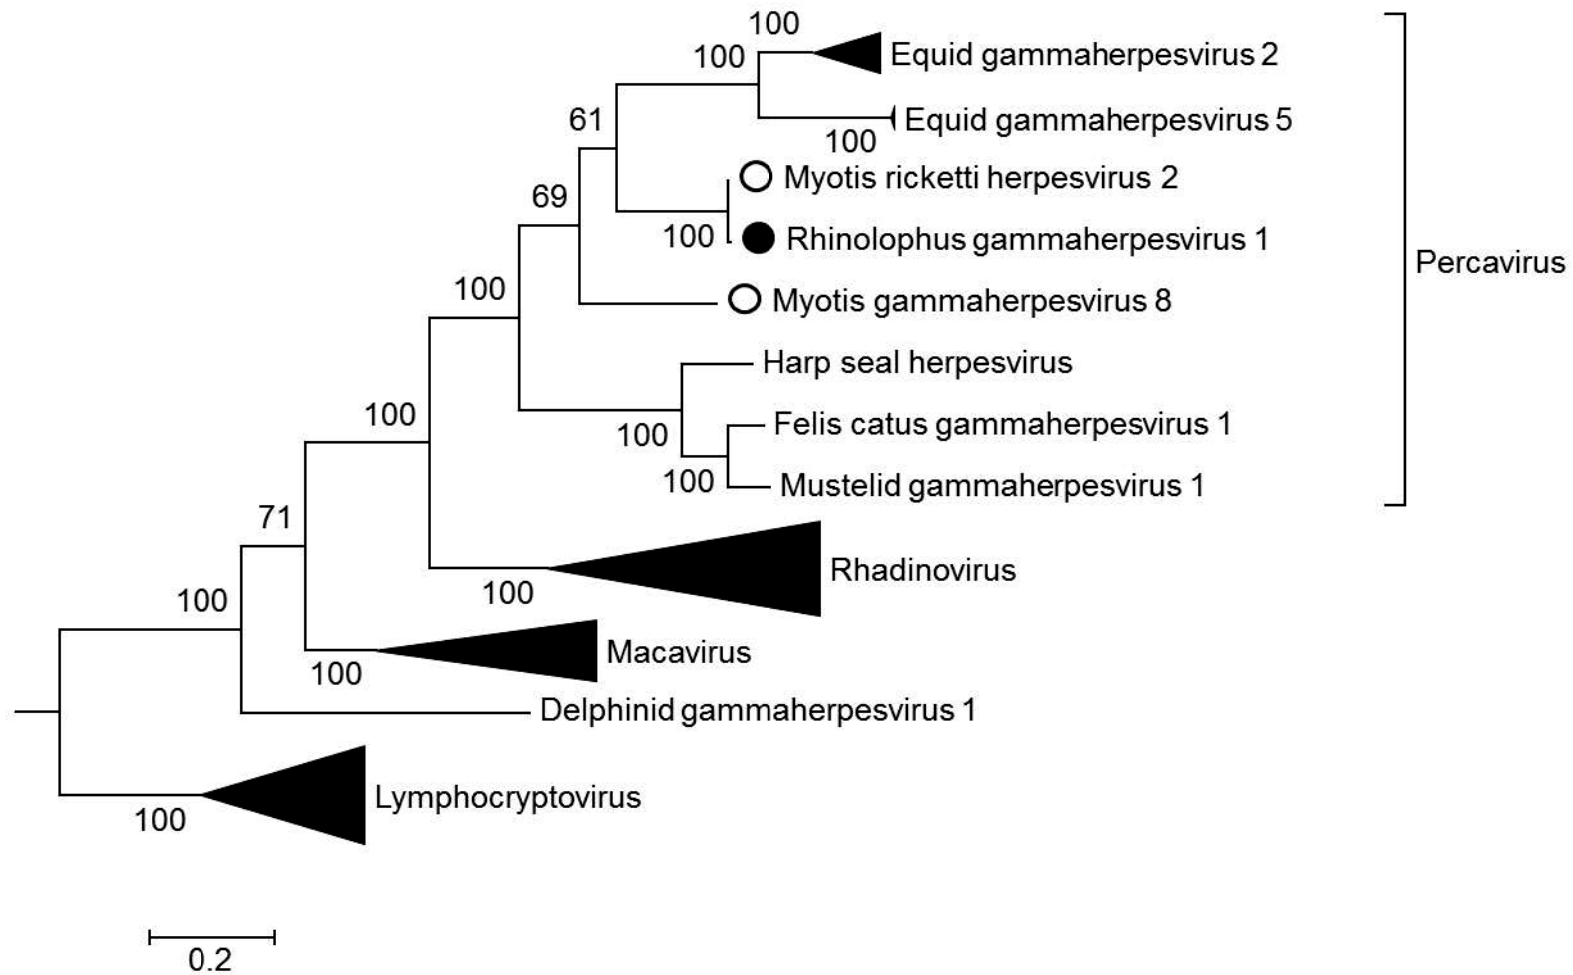 100
100 Equid gammaherpesvirus 2
61
100 Equid gammaherpesvirus 5
Myotis ricketti herpesvirus 2
69
100 Rhinolophus gammaherpesvirus 1
Percavirus
100
Myotis gammaherpesvirus 8
Harp seal herpesvirus
100
100
Felis catus gammaherpesvirus 1
100
Mustelid gammaherpesvirus 1
71
Rhadinovirus
100
100
Macavirus
100
Delphinid gammaherpesvirus 1
Lymphocryptovirus
100
0.2